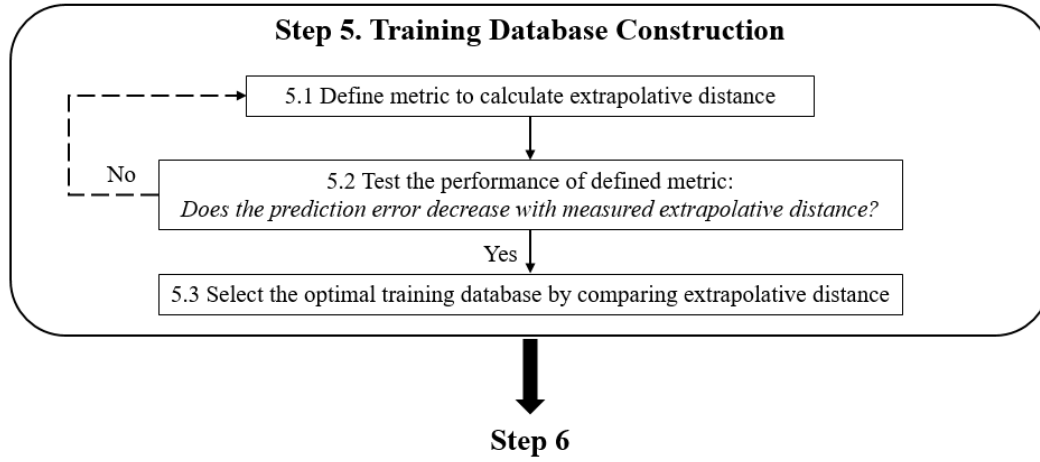 Step 5. Training Database Construction
5.1 Define metric to calculate extrapolative distance
No
5.2 Test the performance of defined metric:
Does the prediction error decrease with measured extrapolative distance?
Yes
5.3 Select the optimal training database by comparing extrapolative distance
Step 6